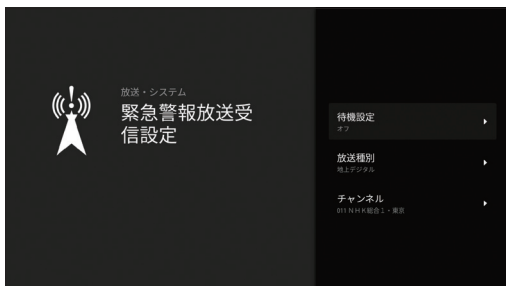 放送・システム
緊急警報放送受
信設定
待機設定
オフ
放送種別
地上デジタル
チャンネル
011 ＮＨＫ総合１・東京